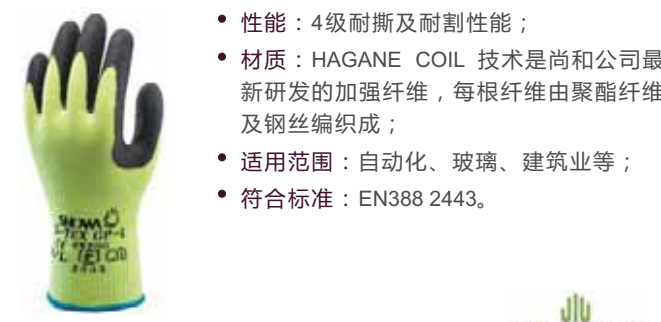 • 性能：4级耐撕及耐割性能；
• 材质：HAGANE COIL 技术是尚和公司最
新研发的加强纤维，每根纤维由聚酯纤维
及钢丝编织成；
• 适用范围：自动化、玻璃、建筑业等；
• 符合标准：EN388 2443。
SHOWA